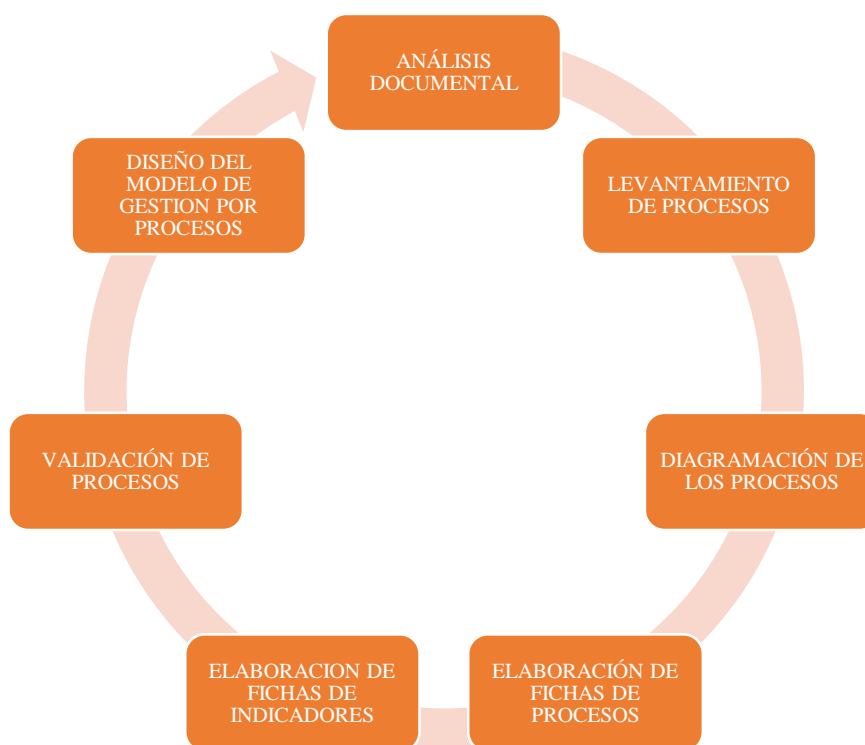 ANÁLISIS
DOCUMENTAL
LEVANTAMIENTO
DE PROCESOS
DIAGRAMACIÓN DE
LOS PROCESOS
ELABORACIÓN DE
FICHAS DE
PROCESOS
ELABORACION DE
FICHAS DE
INDICADORES
VALIDACIÓN DE
PROCESOS
DISEÑO DEL
MODELO DE
GESTION POR
PROCESOS